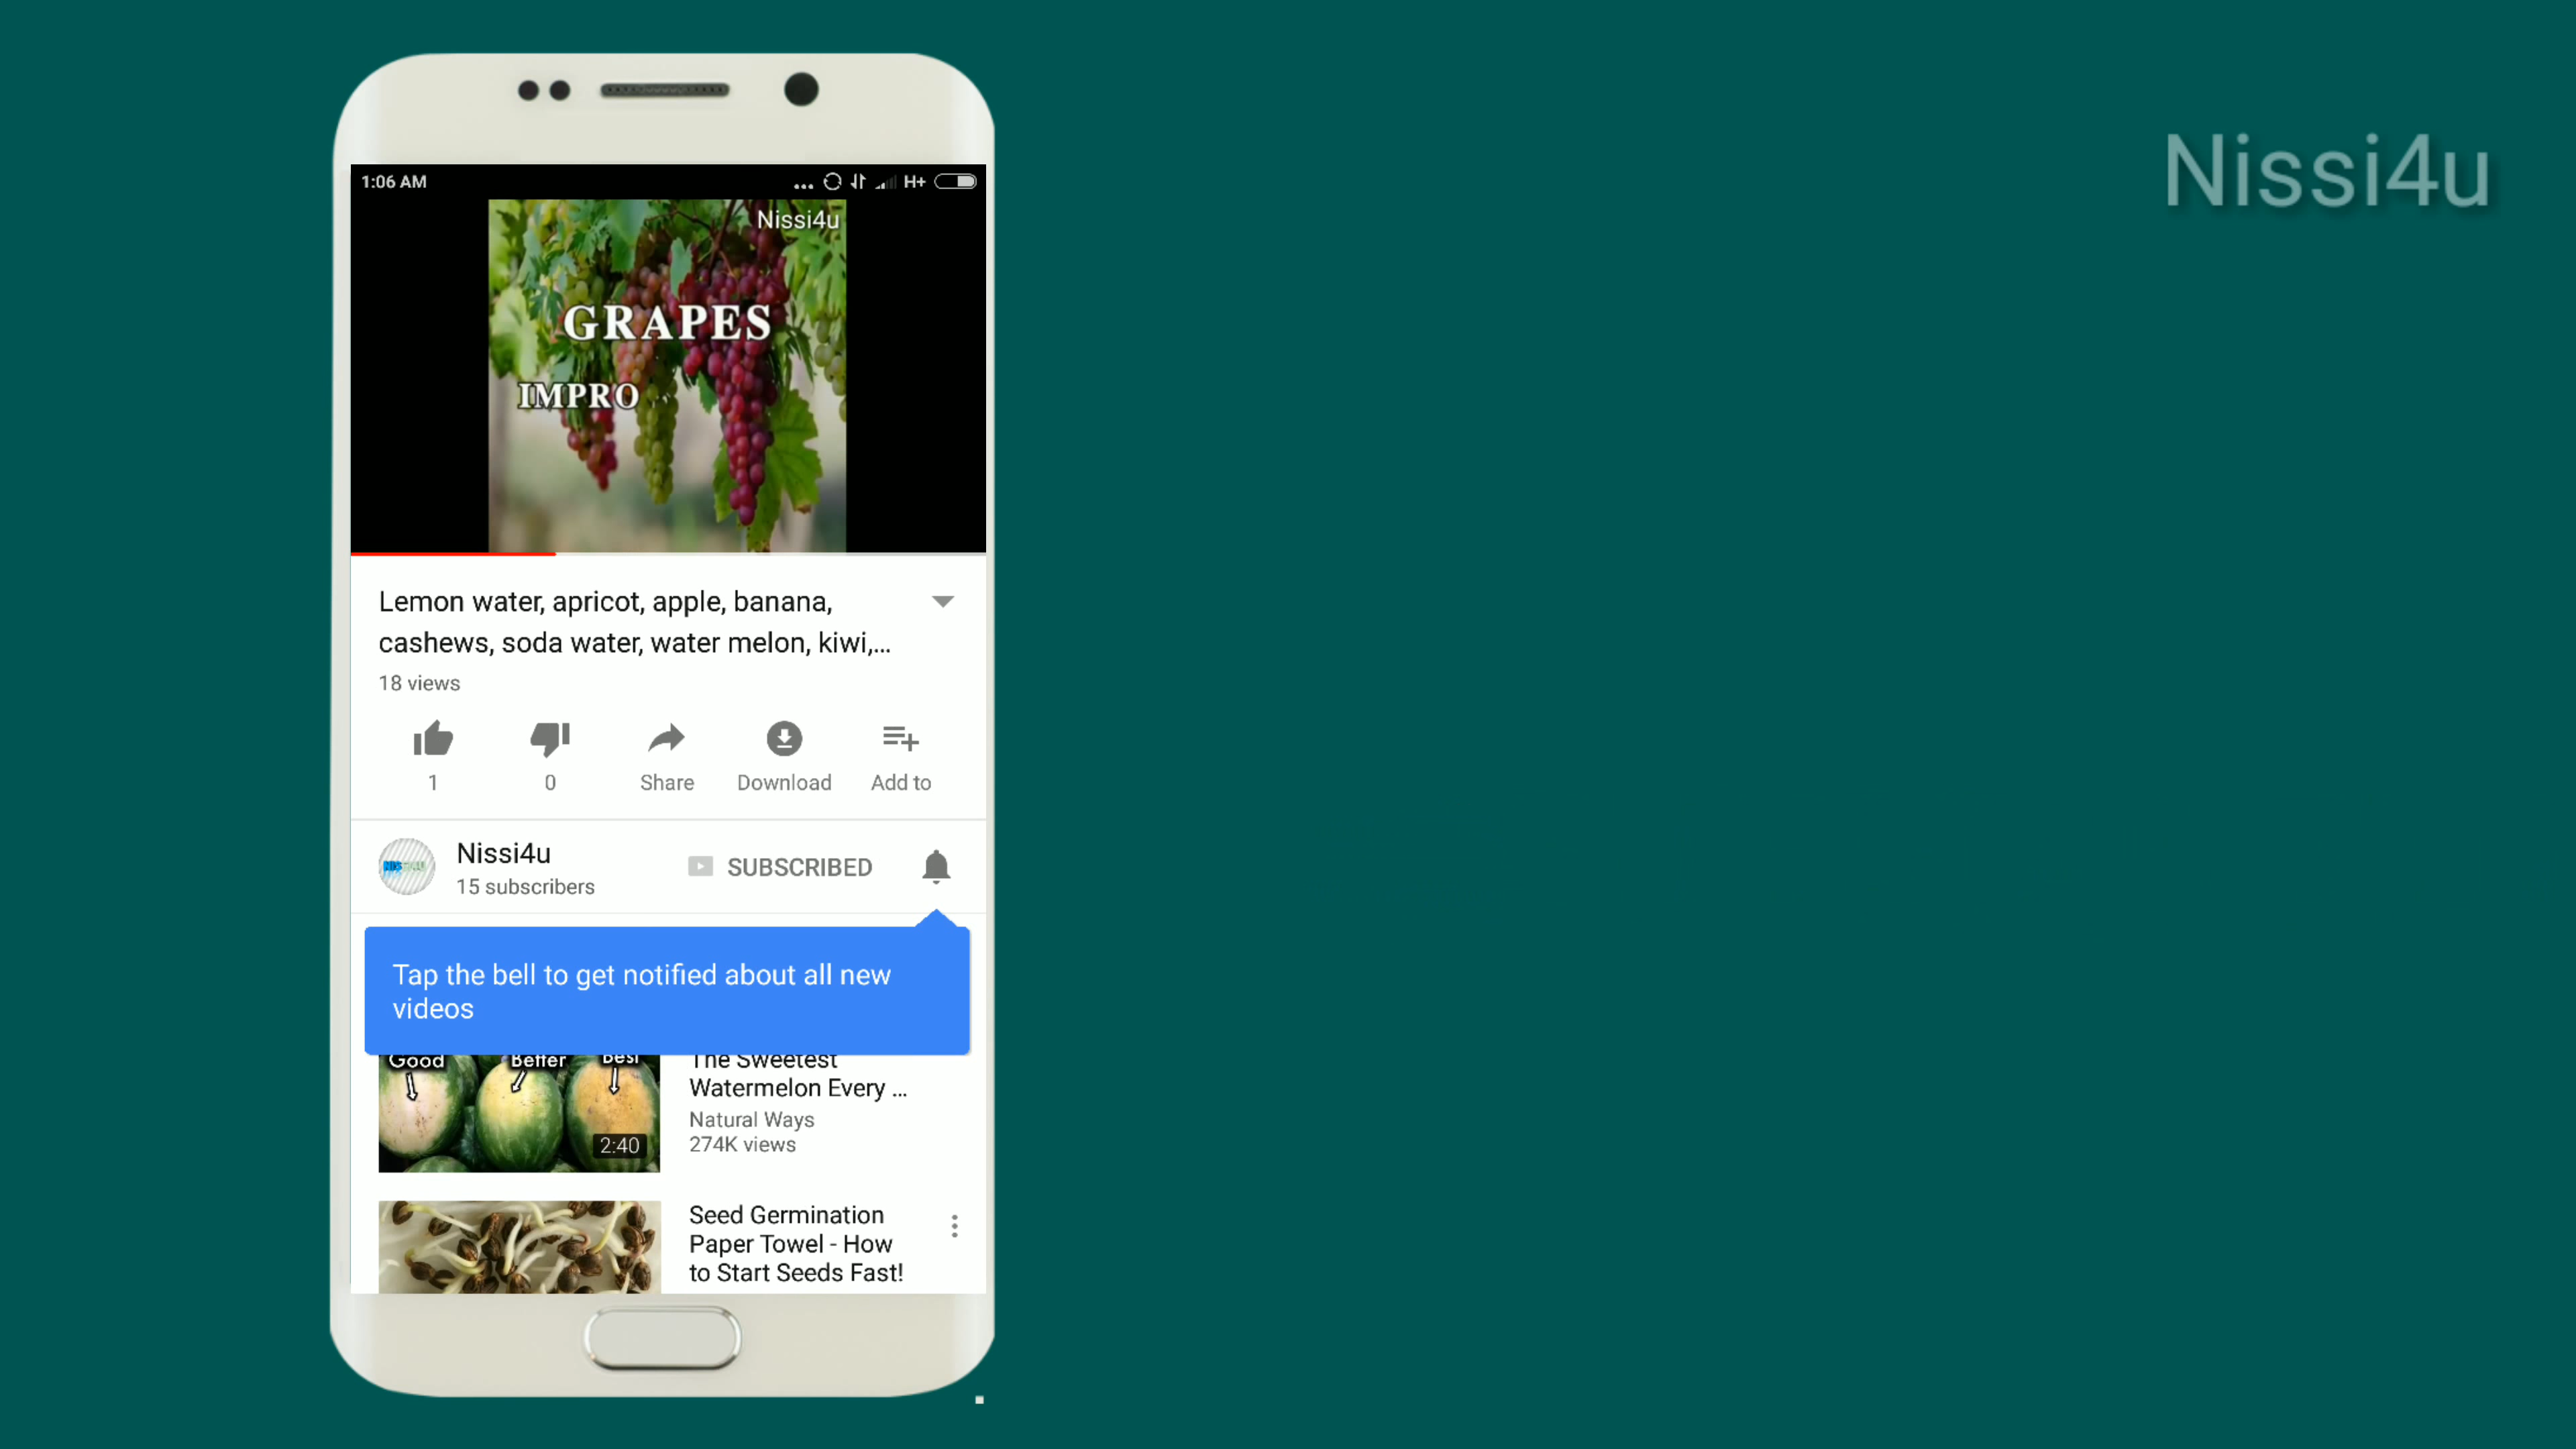 Nissi4u
1:06 AM
H+
Nissi4u
GRAPES
IMPRO
Lemon water, apricot, apple, banana,
cashews, soda water, water melon, kiwi,...
18 views
1
0
Share
Download
Add to
Nissi4u
15 subscribers
SUBSCRIBED
Tap the bell to get notified about all new
videos
Good
Better
Best
2:40
The Sweetest
Watermelon Every ...
Natural Ways
274K views
Seed Germination
Paper Towel - How
to Start Seeds Fast!